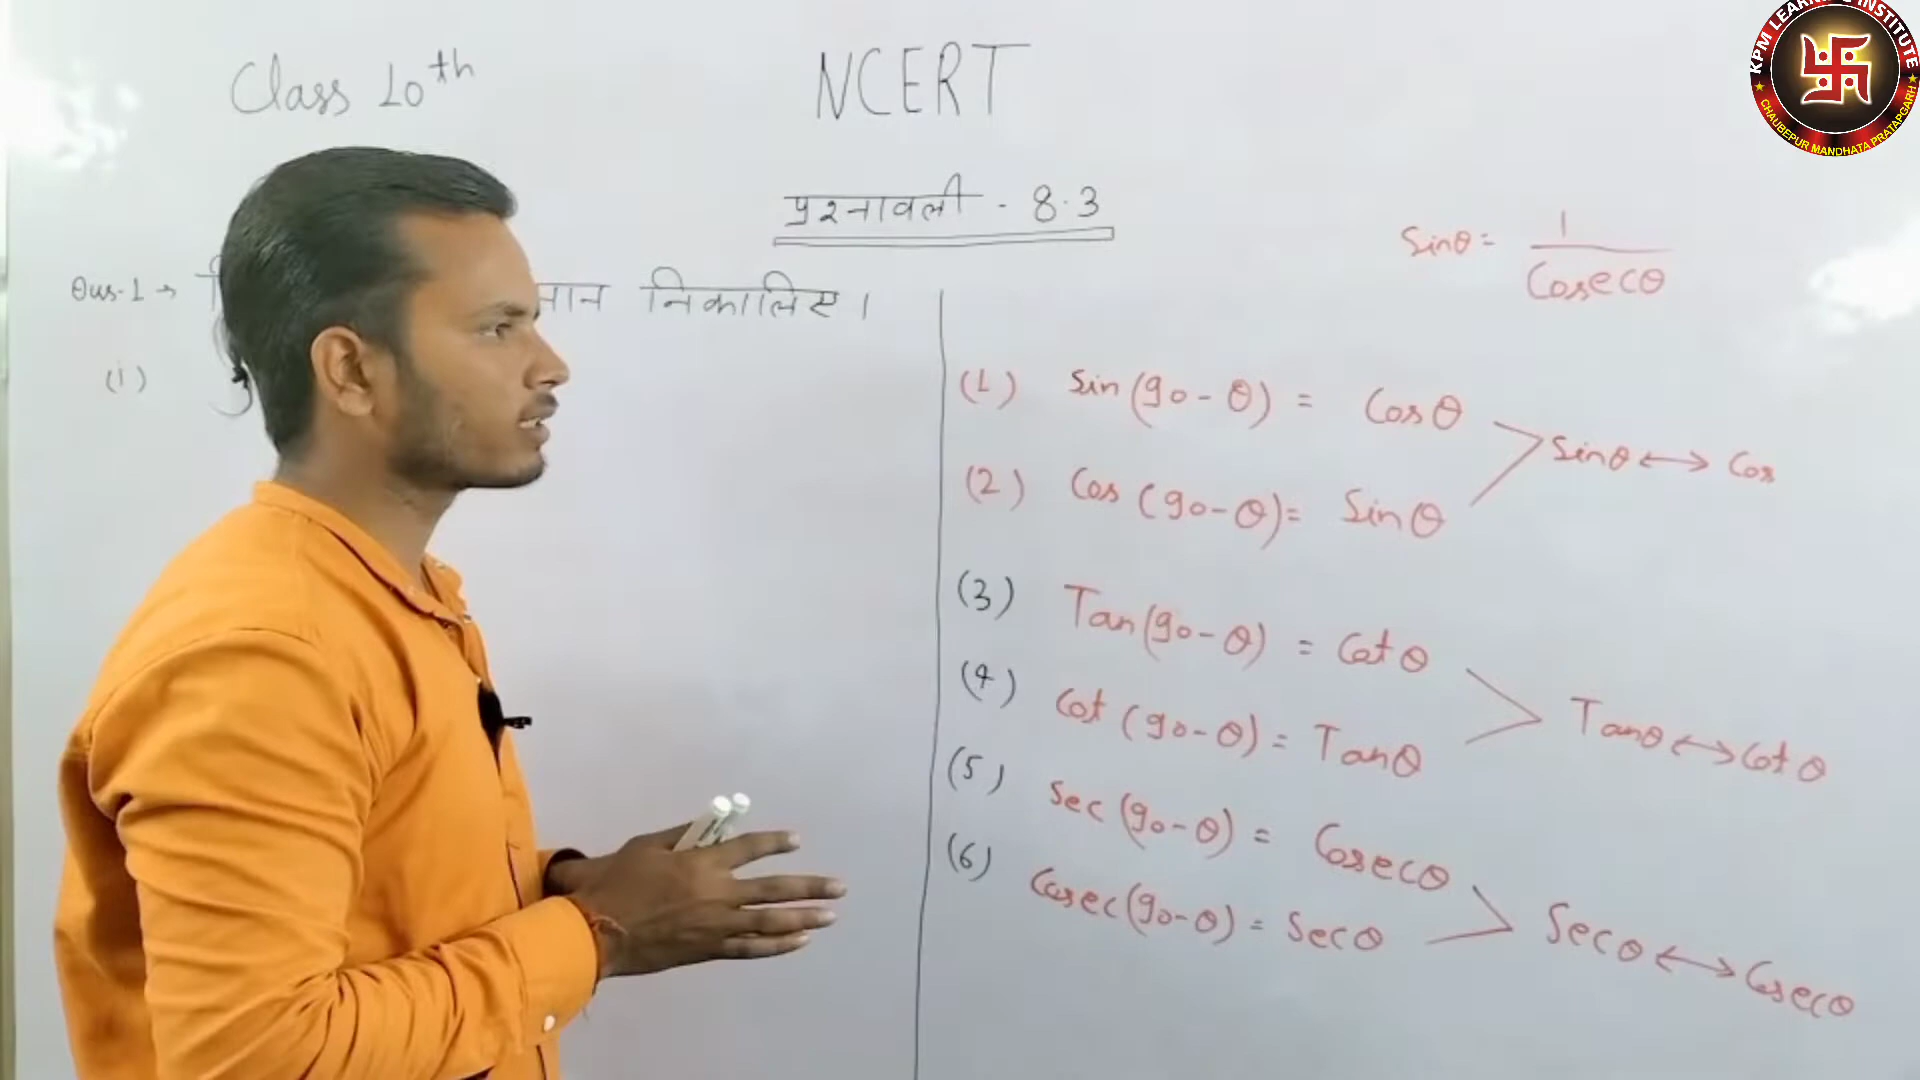 Class 10th
NCERT
KPM LEARNING INSTITUTE
CHAUBEPUR MANDHATA PRATAPGARH
प्रश्नावली - 8.3
Sinθ = 1/Cosecθ
Qus-1 → मान निकालिए।
(i)
(1) Sin(90-θ) = Cosθ
Sinθ ↔ Cos
(2) Cos(90-θ) = Sinθ
(3) Tan(90-θ) = Cotθ
(4) Cot(90-θ) = Tanθ
Tanθ ↔ Cotθ
(5) Sec(90-θ) = Cosecθ
(6) Cosec(90-θ) = Secθ
Secθ ↔ Cosecθ